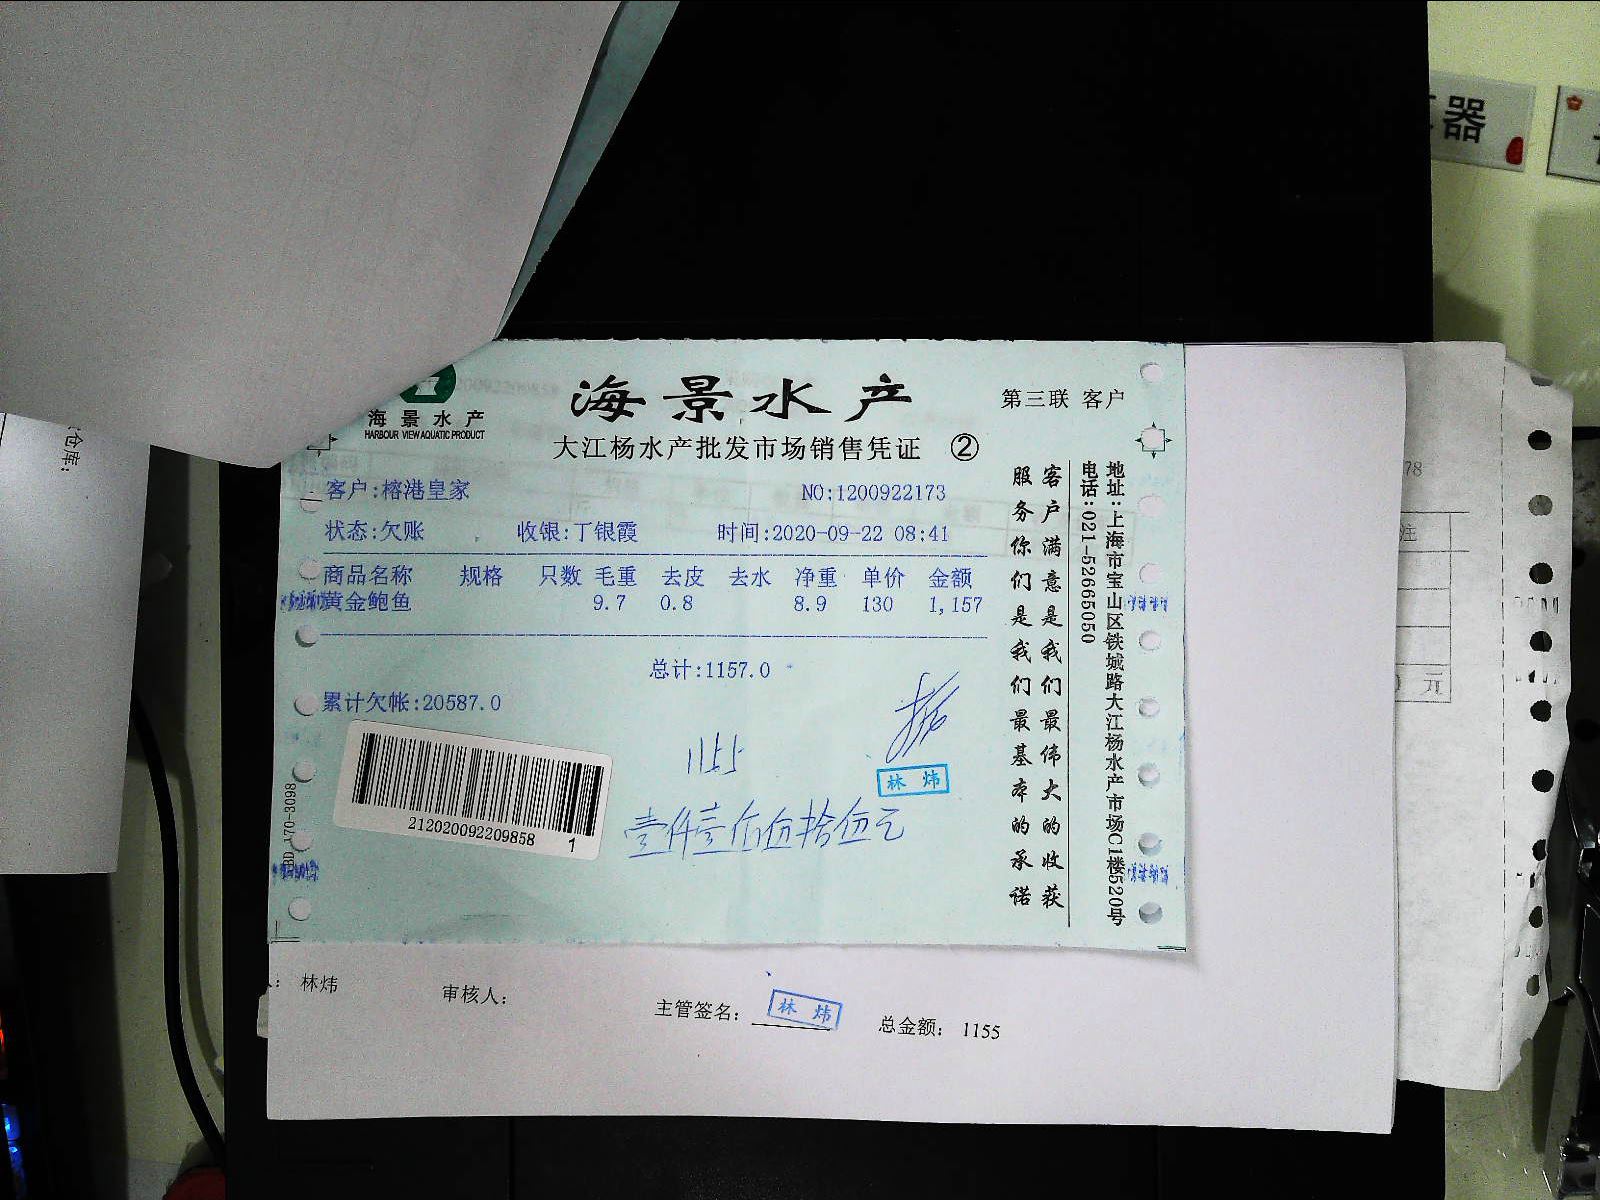 器
仓库:
海景水产
HARBOUR VIEW AQUATIC PRODUCT
海景水产
第三联 客户
大江杨水产批发市场销售凭证 ②
客户:榕港皇家 NO:1200922173
状态:欠账 收银:丁银霞 时间:2020-09-22 08:41
商品名称 规格 只数 毛重 去皮 去水 净重 单价 金额
黄金鲍鱼 9.7 0.8 8.9 130 1,157
总计:1157.0
累计欠帐:20587.0
1155
林炜
壹仟壹佰伍拾伍元
212020092209858 1
客户满意是我们最伟大的收获
服务你们是我们最基本的承诺
地址:上海市宝山区铁城路大江杨水产市场C1楼520号
电话:021-52665050
78
注
元
林炜 审核人: 主管签名: 林炜 总金额: 1155